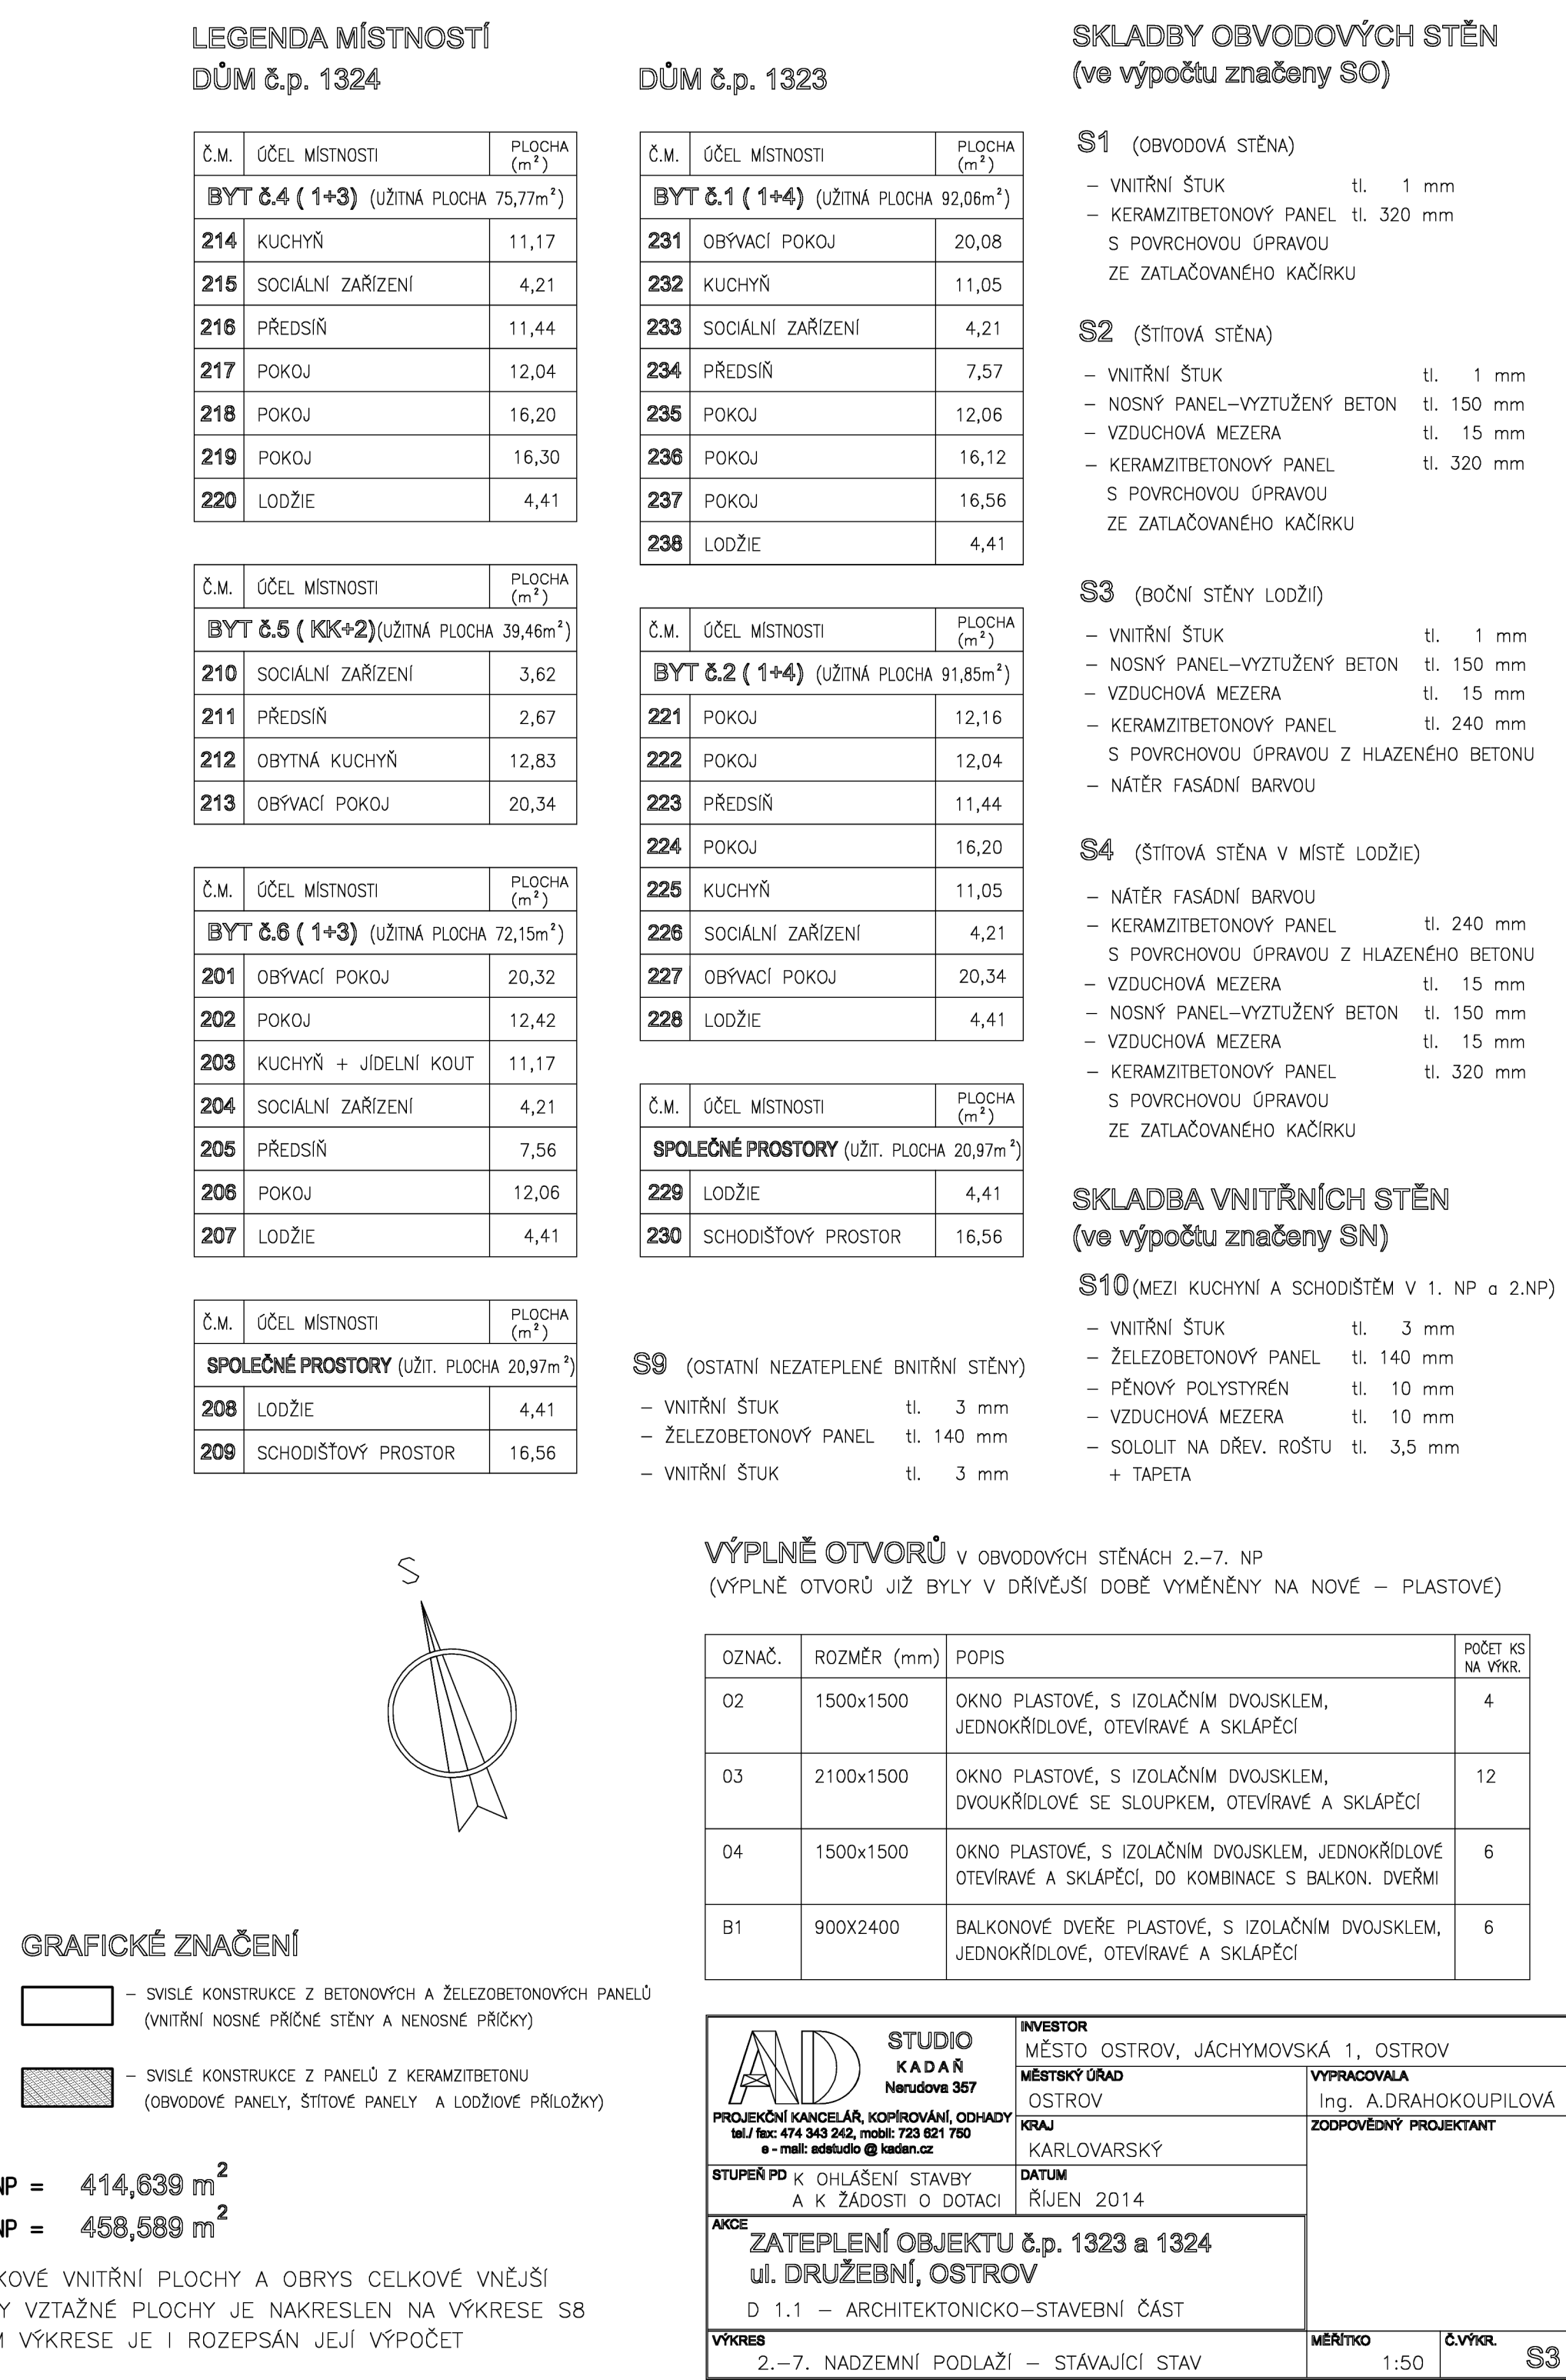 LEGENDA MÍSTNOSTÍ
DŮM č.p. 1324
Č.M. ÚČEL MÍSTNOSTI PLOCHA (m²)
BYT č.4 ( 1+3) (UŽITNÁ PLOCHA 75,77m²)
214 KUCHYŇ 11,17
215 SOCIÁLNÍ ZAŘÍZENÍ 4,21
216 PŘEDSÍŇ 11,44
217 POKOJ 12,04
218 POKOJ 16,20
219 POKOJ 16,30
220 LODŽIE 4,41
Č.M. ÚČEL MÍSTNOSTI PLOCHA (m²)
BYT č.5 ( KK+2)(UŽITNÁ PLOCHA 39,46m²)
210 SOCIÁLNÍ ZAŘÍZENÍ 3,62
211 PŘEDSÍŇ 2,67
212 OBYTNÁ KUCHYŇ 12,83
213 OBÝVACÍ POKOJ 20,34
Č.M. ÚČEL MÍSTNOSTI PLOCHA (m²)
BYT č.6 ( 1+3) (UŽITNÁ PLOCHA 72,15m²)
201 OBÝVACÍ POKOJ 20,32
202 POKOJ 12,42
203 KUCHYŇ + JÍDELNÍ KOUT 11,17
204 SOCIÁLNÍ ZAŘÍZENÍ 4,21
205 PŘEDSÍŇ 7,56
206 POKOJ 12,06
207 LODŽIE 4,41
Č.M. ÚČEL MÍSTNOSTI PLOCHA (m²)
SPOLEČNÉ PROSTORY (UŽIT. PLOCHA 20,97m²)
208 LODŽIE 4,41
209 SCHODIŠŤOVÝ PROSTOR 16,56
DŮM č.p. 1323
Č.M. ÚČEL MÍSTNOSTI PLOCHA (m²)
BYT č.1 ( 1+4) (UŽITNÁ PLOCHA 92,06m²)
231 OBÝVACÍ POKOJ 20,08
232 KUCHYŇ 11,05
233 SOCIÁLNÍ ZAŘÍZENÍ 4,21
234 PŘEDSÍŇ 7,57
235 POKOJ 12,06
236 POKOJ 16,12
237 POKOJ 16,56
238 LODŽIE 4,41
Č.M. ÚČEL MÍSTNOSTI PLOCHA (m²)
BYT č.2 ( 1+4) (UŽITNÁ PLOCHA 91,85m²)
221 POKOJ 12,16
222 POKOJ 12,04
223 PŘEDSÍŇ 11,44
224 POKOJ 16,20
225 KUCHYŇ 11,05
226 SOCIÁLNÍ ZAŘÍZENÍ 4,21
227 OBÝVACÍ POKOJ 20,34
228 LODŽIE 4,41
Č.M. ÚČEL MÍSTNOSTI PLOCHA (m²)
SPOLEČNÉ PROSTORY (UŽIT. PLOCHA 20,97m²)
229 LODŽIE 4,41
230 SCHODIŠŤOVÝ PROSTOR 16,56
S9 (OSTATNÍ NEZATEPLENÉ BNITŘNÍ STĚNY)
– VNITŘNÍ ŠTUK tl. 3 mm
– ŽELEZOBETONOVÝ PANEL tl. 140 mm
– VNITŘNÍ ŠTUK tl. 3 mm
SKLADBY OBVODOVÝCH STĚN
(ve výpočtu značeny SO)
S1 (OBVODOVÁ STĚNA)
– VNITŘNÍ ŠTUK tl. 1 mm
– KERAMZITBETONOVÝ PANEL tl. 320 mm
S POVRCHOVOU ÚPRAVOU
ZE ZATLAČOVANÉHO KAČÍRKU
S2 (ŠTÍTOVÁ STĚNA)
– VNITŘNÍ ŠTUK tl. 1 mm
– NOSNÝ PANEL–VYZTUŽENÝ BETON tl. 150 mm
– VZDUCHOVÁ MEZERA tl. 15 mm
– KERAMZITBETONOVÝ PANEL tl. 320 mm
S POVRCHOVOU ÚPRAVOU
ZE ZATLAČOVANÉHO KAČÍRKU
S3 (BOČNÍ STĚNY LODŽIÍ)
– VNITŘNÍ ŠTUK tl. 1 mm
– NOSNÝ PANEL–VYZTUŽENÝ BETON tl. 150 mm
– VZDUCHOVÁ MEZERA tl. 15 mm
– KERAMZITBETONOVÝ PANEL tl. 240 mm
S POVRCHOVOU ÚPRAVOU Z HLAZENÉHO BETONU
– NÁTĚR FASÁDNÍ BARVOU
S4 (ŠTÍTOVÁ STĚNA V MÍSTĚ LODŽIE)
– NÁTĚR FASÁDNÍ BARVOU
– KERAMZITBETONOVÝ PANEL tl. 240 mm
S POVRCHOVOU ÚPRAVOU Z HLAZENÉHO BETONU
– VZDUCHOVÁ MEZERA tl. 15 mm
– NOSNÝ PANEL–VYZTUŽENÝ BETON tl. 150 mm
– VZDUCHOVÁ MEZERA tl. 15 mm
– KERAMZITBETONOVÝ PANEL tl. 320 mm
S POVRCHOVOU ÚPRAVOU
ZE ZATLAČOVANÉHO KAČÍRKU
SKLADBA VNITŘNÍCH STĚN
(ve výpočtu značeny SN)
S10 (MEZI KUCHYNÍ A SCHODIŠTĚM V 1. NP a 2.NP)
– VNITŘNÍ ŠTUK tl. 3 mm
– ŽELEZOBETONOVÝ PANEL tl. 140 mm
– PĚNOVÝ POLYSTYRÉN tl. 10 mm
– VZDUCHOVÁ MEZERA tl. 10 mm
– SOLOLIT NA DŘEV. ROŠTU tl. 3,5 mm
+ TAPETA
S
VÝPLNĚ OTVORŮ V OBVODOVÝCH STĚNÁCH 2.–7. NP
(VÝPLNĚ OTVORŮ JIŽ BYLY V DŘÍVĚJŠÍ DOBĚ VYMĚNĚNY NA NOVÉ – PLASTOVÉ)
OZNAČ. ROZMĚR (mm) POPIS POČET KS NA VÝKR.
O2 1500x1500 OKNO PLASTOVÉ, S IZOLAČNÍM DVOJSKLEM, 4
JEDNOKŘÍDLOVÉ, OTEVÍRAVÉ A SKLÁPĚCÍ
O3 2100x1500 OKNO PLASTOVÉ, S IZOLAČNÍM DVOJSKLEM, 12
DVOUKŘÍDLOVÉ SE SLOUPKEM, OTEVÍRAVÉ A SKLÁPĚCÍ
O4 1500x1500 OKNO PLASTOVÉ, S IZOLAČNÍM DVOJSKLEM, JEDNOKŘÍDLOVÉ 6
OTEVÍRAVÉ A SKLÁPĚCÍ, DO KOMBINACE S BALKON. DVEŘMI
B1 900X2400 BALKONOVÉ DVEŘE PLASTOVÉ, S IZOLAČNÍM DVOJSKLEM, 6
JEDNOKŘÍDLOVÉ, OTEVÍRAVÉ A SKLÁPĚCÍ
GRAFICKÉ ZNAČENÍ
– SVISLÉ KONSTRUKCE Z BETONOVÝCH A ŽELEZOBETONOVÝCH PANELŮ
(VNITŘNÍ NOSNÉ PŘÍČNÉ STĚNY A NENOSNÉ PŘÍČKY)
– SVISLÉ KONSTRUKCE Z PANELŮ Z KERAMZITBETONU
(OBVODOVÉ PANELY, ŠTÍTOVÉ PANELY A LODŽIOVÉ PŘÍLOŽKY)
NP = 414,639 m²
NP = 458,589 m²
KOVÉ VNITŘNÍ PLOCHY A OBRYS CELKOVÉ VNĚJŠÍ
Y VZTAŽNÉ PLOCHY JE NAKRESLEN NA VÝKRESE S8
M VÝKRESE JE I ROZEPSÁN JEJÍ VÝPOČET
AD STUDIO
KADAŇ
Nerudova 357
PROJEKČNÍ KANCELÁŘ, KOPÍROVÁNÍ, ODHADY
tel./ fax: 474 343 242, mobil: 723 621 750
e - mail: adstudio @ kadan.cz
INVESTOR
MĚSTO OSTROV, JÁCHYMOVSKÁ 1, OSTROV
MĚSTSKÝ ÚŘAD
OSTROV
VYPRACOVALA
Ing. A.DRAHOKOUPILOVÁ
KRAJ
KARLOVARSKÝ
ZODPOVĚDNÝ PROJEKTANT
STUPEŇ PD K OHLÁŠENÍ STAVBY
A K ŽÁDOSTI O DOTACI
DATUM
ŘÍJEN 2014
AKCE
ZATEPLENÍ OBJEKTU č.p. 1323 a 1324
ul. DRUŽEBNÍ, OSTROV
D 1.1 – ARCHITEKTONICKO–STAVEBNÍ ČÁST
VÝKRES
2.–7. NADZEMNÍ PODLAŽÍ – STÁVAJÍCÍ STAV
MĚŘÍTKO
1:50
Č.VÝKR.
S3